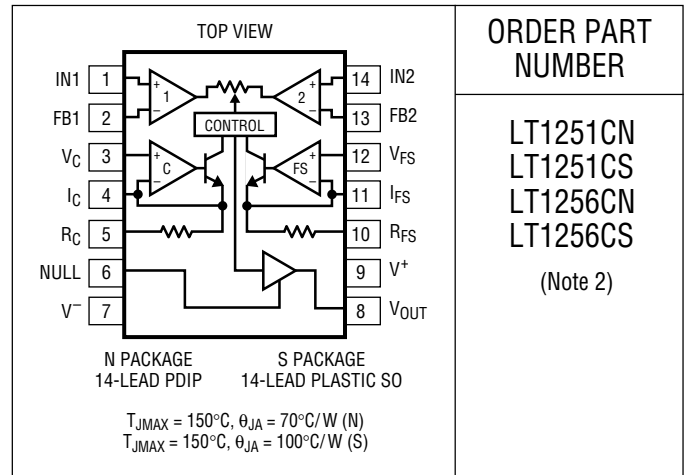 TOP VIEW
IN1 1
FB1 2
VC 3
IC 4
RC 5
NULL 6
V– 7
14 IN2
13 FB2
12 VFS
11 IFS
10 RFS
9 V+
8 VOUT
+
–
1
+
–
2
CONTROL
+
–
C
+
–
FS
N PACKAGE
14-LEAD PDIP
S PACKAGE
14-LEAD PLASTIC SO
TJMAX = 150°C, θJA = 70°C/W (N)
TJMAX = 150°C, θJA = 100°C/W (S)
ORDER PART
NUMBER
LT1251CN
LT1251CS
LT1256CN
LT1256CS
(Note 2)